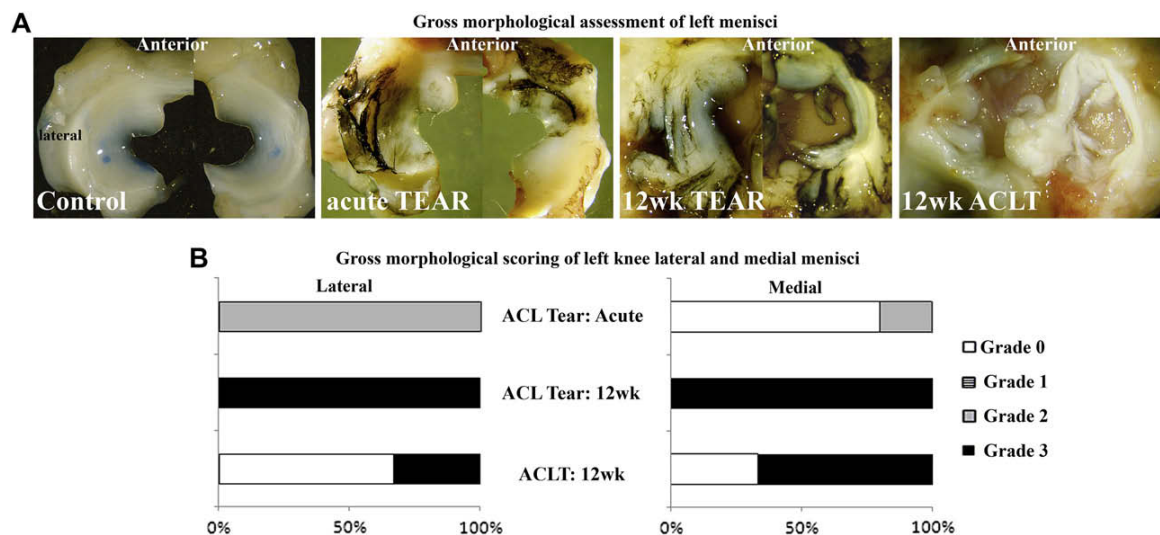 A
Gross morphological assessment of left menisci
Anterior
lateral
Control
Anterior
acute TEAR
Anterior
12wk TEAR
Anterior
12wk ACLT
B
Gross morphological scoring of left knee lateral and medial menisci
Lateral
Medial
ACL Tear: Acute
ACL Tear: 12wk
ACLT: 12wk
0%
50%
100%
0%
50%
100%
Grade 0
Grade 1
Grade 2
Grade 3